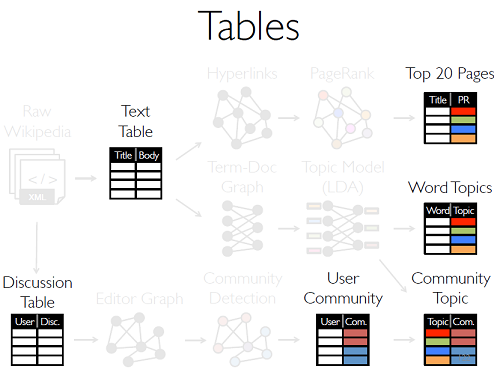 Tables
Hyperlinks
PageRank
Top 20 Pages
Raw
Wikipedia
Text
Table
Title PR
Title Body
</>
XML
Term-Doc
Graph
Topic Model
(LDA)
Word Topics
Word Topic
Discussion
Table
Editor Graph
Community
Detection
User
Community
Community
Topic
User Disc.
User Com.
Topic Com.